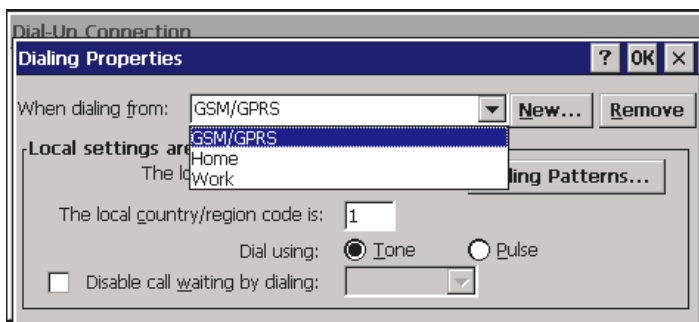 Dial-Up Connection
Dialing Properties ? OK ×
When dialing from: GSM/GPRS New... Remove
GSM/GPRS
Local settings are
Home
The lo
Work
ling Patterns...
The local country/region code is: 1
Dial using: Tone Pulse
Disable call waiting by dialing: